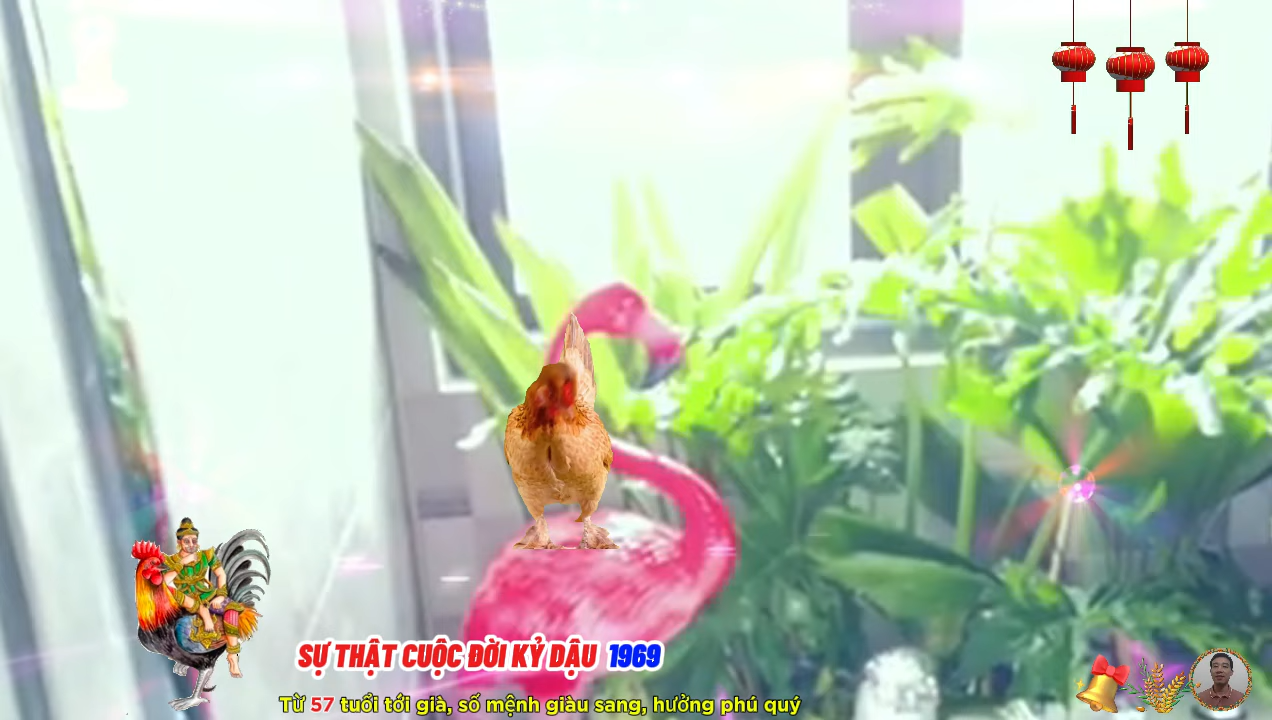 SỰ THẬT CUỘC ĐỜI KỶ DẬU 1969
Từ 57 tuổi tới già, số mệnh giàu sang, hưởng phú quý